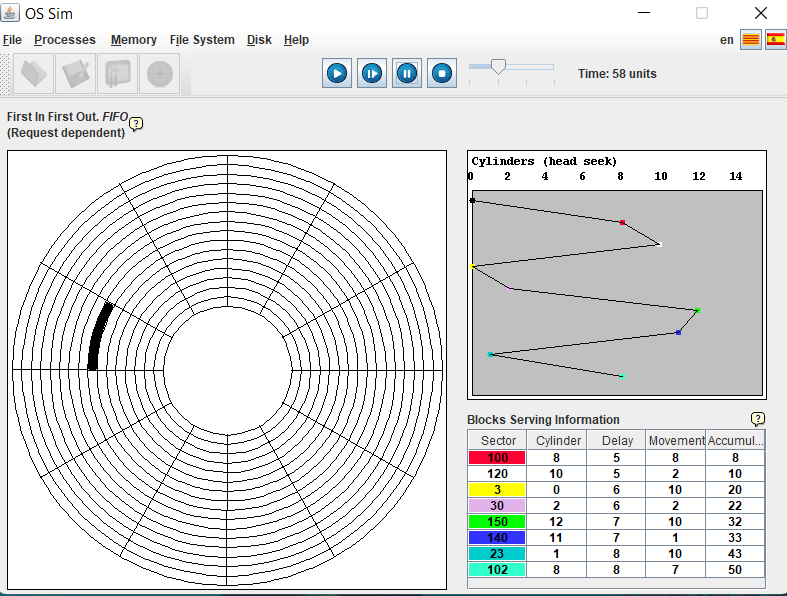 OS Sim
File Processes Memory File System Disk Help en
Time: 58 units
First In First Out. FIFO
(Request dependent)
?
Cylinders (head seek)
0 2 4 6 8 10 12 14
Blocks Serving Information
?
Sector Cylinder Delay Movement Accumul...
100 8 5 8 8
120 10 5 2 10
3 0 6 10 20
30 2 6 2 22
150 12 7 10 32
140 11 7 1 33
23 1 8 10 43
102 8 8 7 50